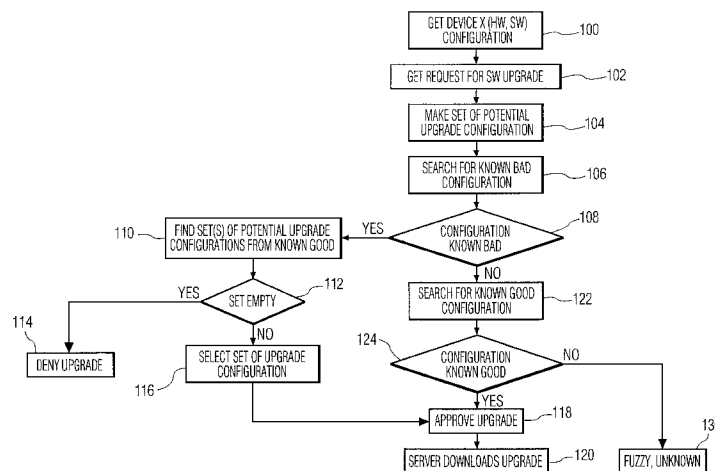 GET DEVICE X (HW, SW)
CONFIGURATION
100
GET REQUEST FOR SW UPGRADE
102
MAKE SET OF POTENTIAL
UPGRADE CONFIGURATION
104
SEARCH FOR KNOWN BAD
CONFIGURATION
106
CONFIGURATION
KNOWN BAD
108
YES
NO
110
FIND SET(S) OF POTENTIAL UPGRADE
CONFIGURATIONS FROM KNOWN GOOD
SET EMPTY
112
YES
NO
114
DENY UPGRADE
116
SELECT SET OF UPGRADE
CONFIGURATION
SEARCH FOR KNOWN GOOD
CONFIGURATION
122
124
CONFIGURATION
KNOWN GOOD
NO
YES
APPROVE UPGRADE
118
SERVER DOWNLOADS UPGRADE
120
13
FUZZY, UNKNOWN